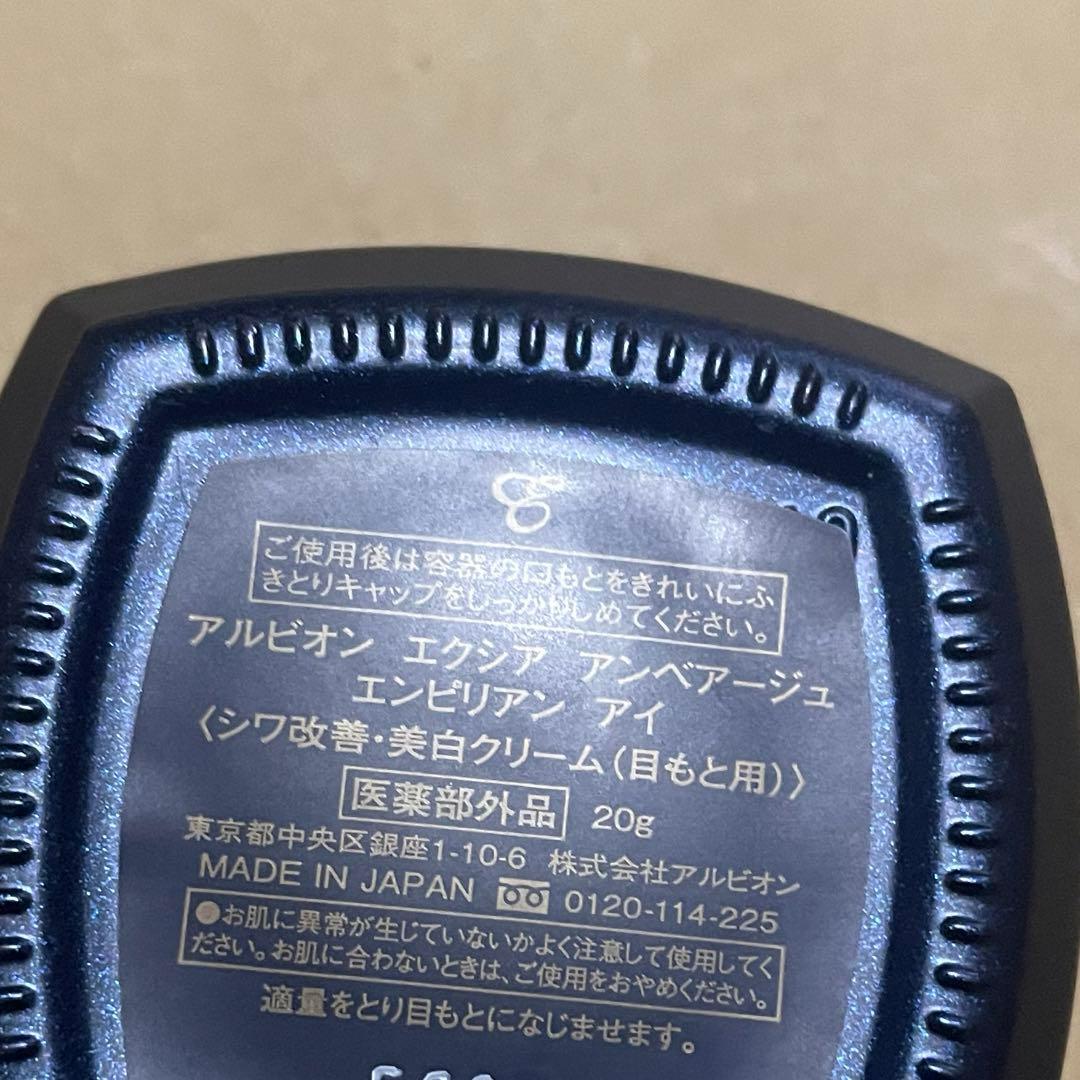 ご使用後は容器の口もとをきれいにふ
きとりキャップをしっかりしめてください。
アルビオン エクシア アンベアージュ
エンピリアン アイ
〈シワ改善・美白クリーム(目もと用)〉
医薬部外品 20g
東京都中央区銀座1-10-6 株式会社アルビオン
MADE IN JAPAN 0120-114-225
●お肌に異常が生じていないかよく注意して使用してく
ださい。お肌に合わないときは、ご使用をおやめください。
適量をとり目もとになじませます。